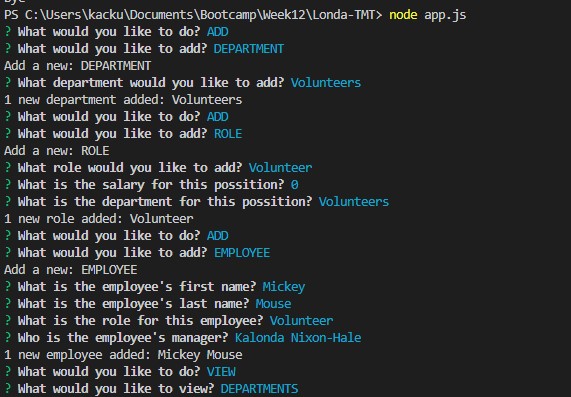 Bye
PS C:\Users\kacku\Documents\Bootcamp\Week12\Londa-TMT> node app.js
? What would you like to do? ADD
? What would you like to add? DEPARTMENT
Add a new: DEPARTMENT
? What department would you like to add? Volunteers
1 new department added: Volunteers
? What would you like to do? ADD
? What would you like to add? ROLE
Add a new: ROLE
? What role would you like to add? Volunteer
? What is the salary for this possition? 0
? What is the department for this possition? Volunteers
1 new role added: Volunteer
? What would you like to do? ADD
? What would you like to add? EMPLOYEE
Add a new: EMPLOYEE
? What is the employee's first name? Mickey
? What is the employee's last name? Mouse
? What is the role for this employee? Volunteer
? Who is the employee's manager? Kalonda Nixon-Hale
1 new employee added: Mickey Mouse
? What would you like to do? VIEW
? What would you like to view? DEPARTMENTS